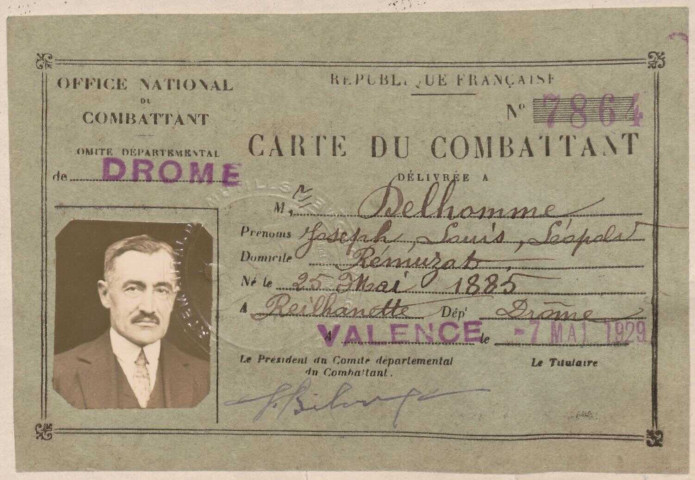 OFFICE NATIONAL
DU
COMBATTANT
OMITÉ DÉPARTEMENTAL
de DROME
RÉPUBLIQUE FRANÇAISE
N° 7864
CARTE DU COMBATTANT
DÉLIVRÉE A
M. Delhomme
Prénoms Joseph, Louis, Léopold
Domicile Rémuzat
Né le 25 Mai 1885
A Reilhanette Dép' Drôme
A VALENCE le -7 MAI 1929
Le Président du Comité départemental
du Combattant.
Le Titulaire